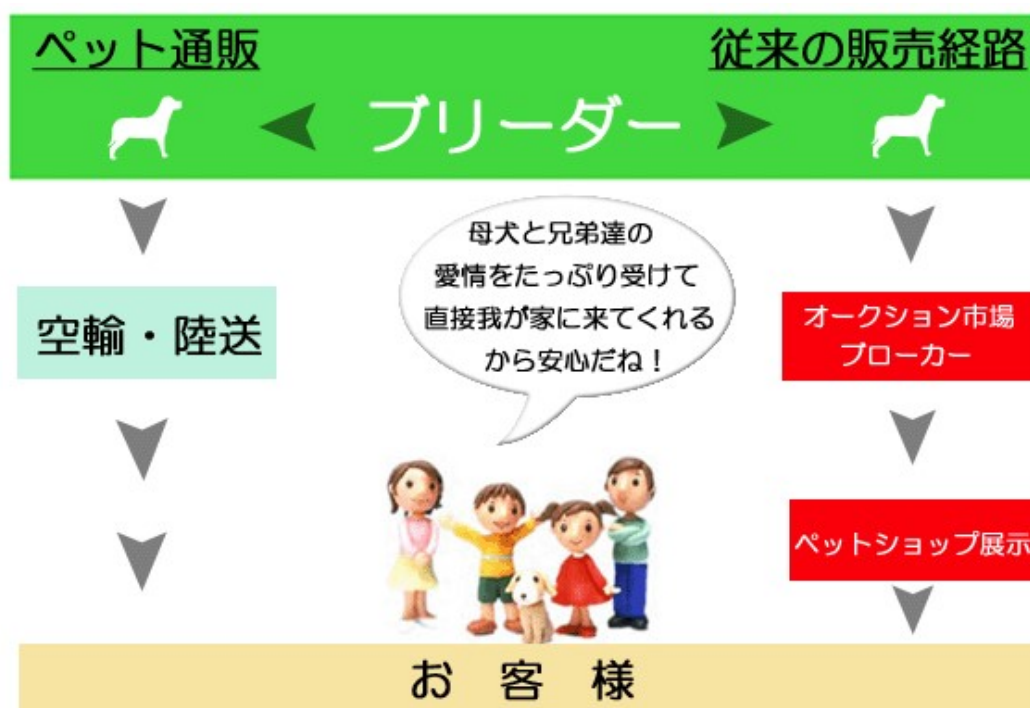 ペット通販
従来の販売経路
ブリーダー
母犬と兄弟達の
愛情をたっぷり受けて
直接我が家に来てくれる
から安心だね！
空輸・陸送
オークション市場
ブローカー
ペットショップ展示
お 客 様